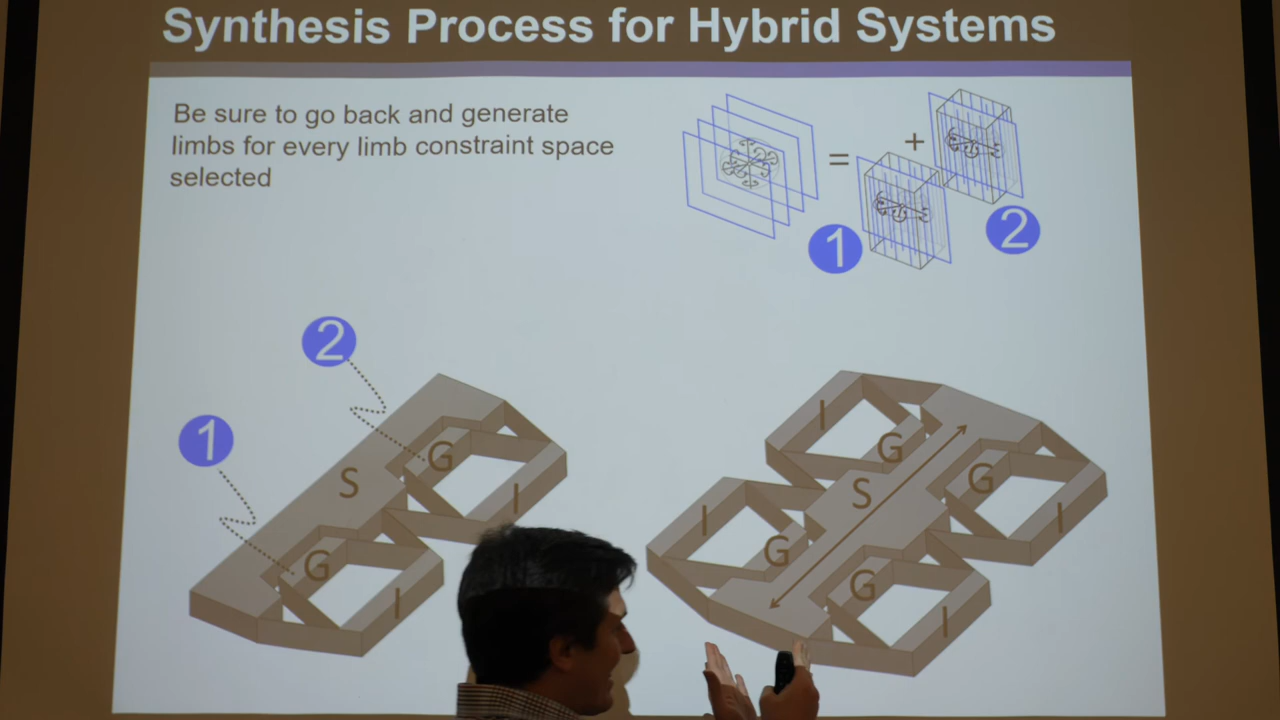 Synthesis Process for Hybrid Systems
Be sure to go back and generate
limbs for every limb constraint space
selected
= +
1 2
2
1
S G I
G I
I G
S G I
I G
G I